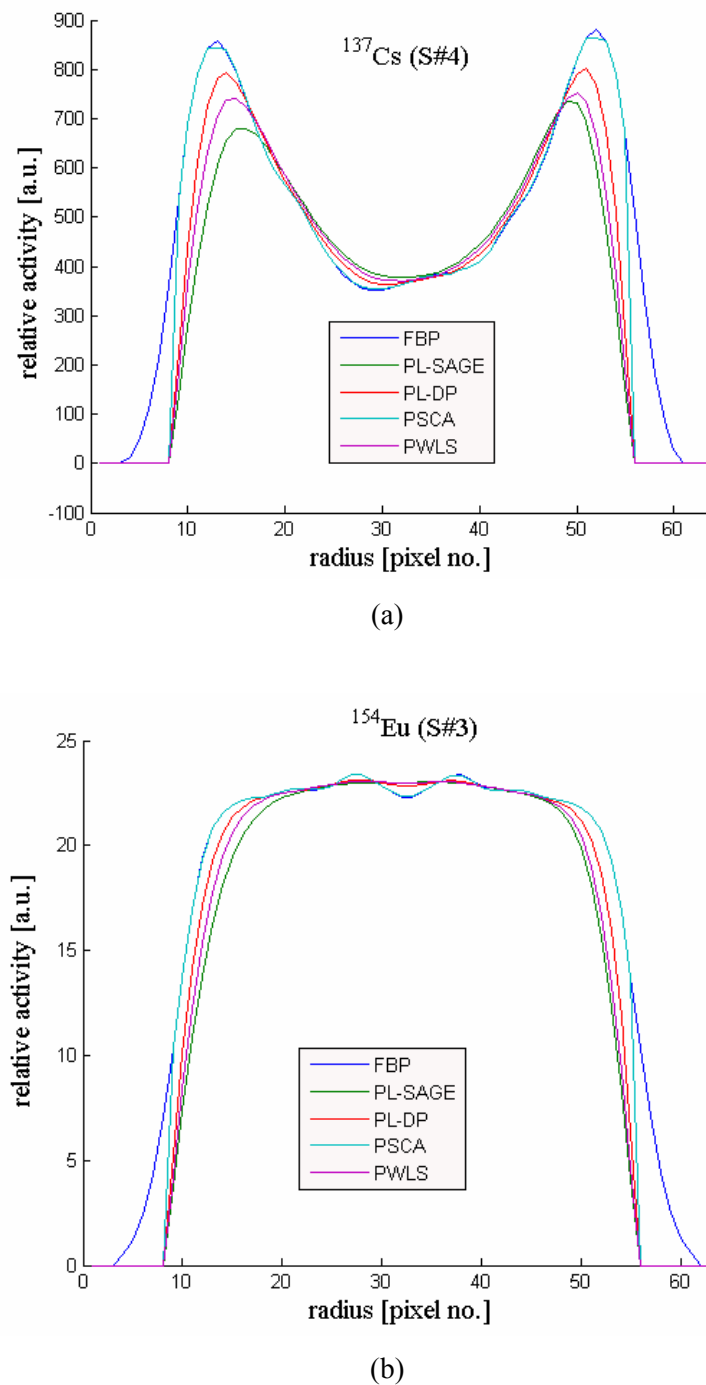 ¹³⁷Cs (S#4)
900
800
700
600
500
400
300
200
100
0
-100
relative activity [a.u.]
FBP
PL-SAGE
PL-DP
PSCA
PWLS
0 10 20 30 40 50 60
radius [pixel no.]
(a)
¹⁵⁴Eu (S#3)
25
20
15
10
5
0
relative activity [a.u.]
FBP
PL-SAGE
PL-DP
PSCA
PWLS
0 10 20 30 40 50 60
radius [pixel no.]
(b)